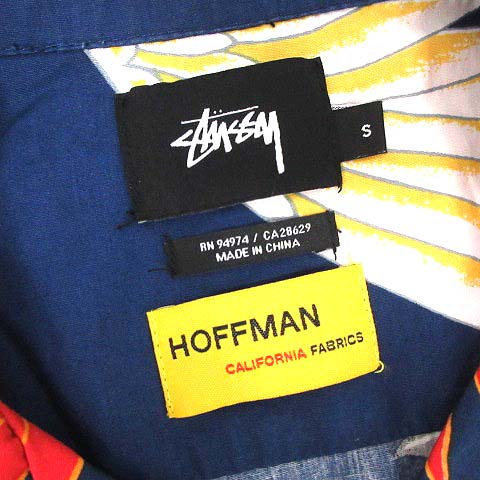 STÜSSY
S
RN 94974 / CA28629
MADE IN CHINA
HOFFMAN
CALIFORNIA FABRICS